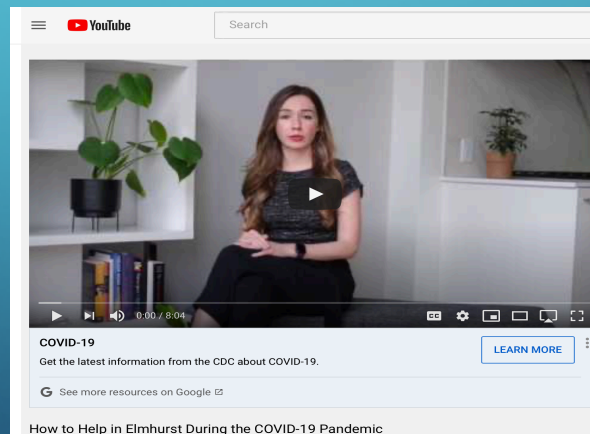 YouTube
Search
0:00 / 8:04
CC
COVID-19
Get the latest information from the CDC about COVID-19.
LEARN MORE
G See more resources on Google
How to Help in Elmhurst During the COVID-19 Pandemic